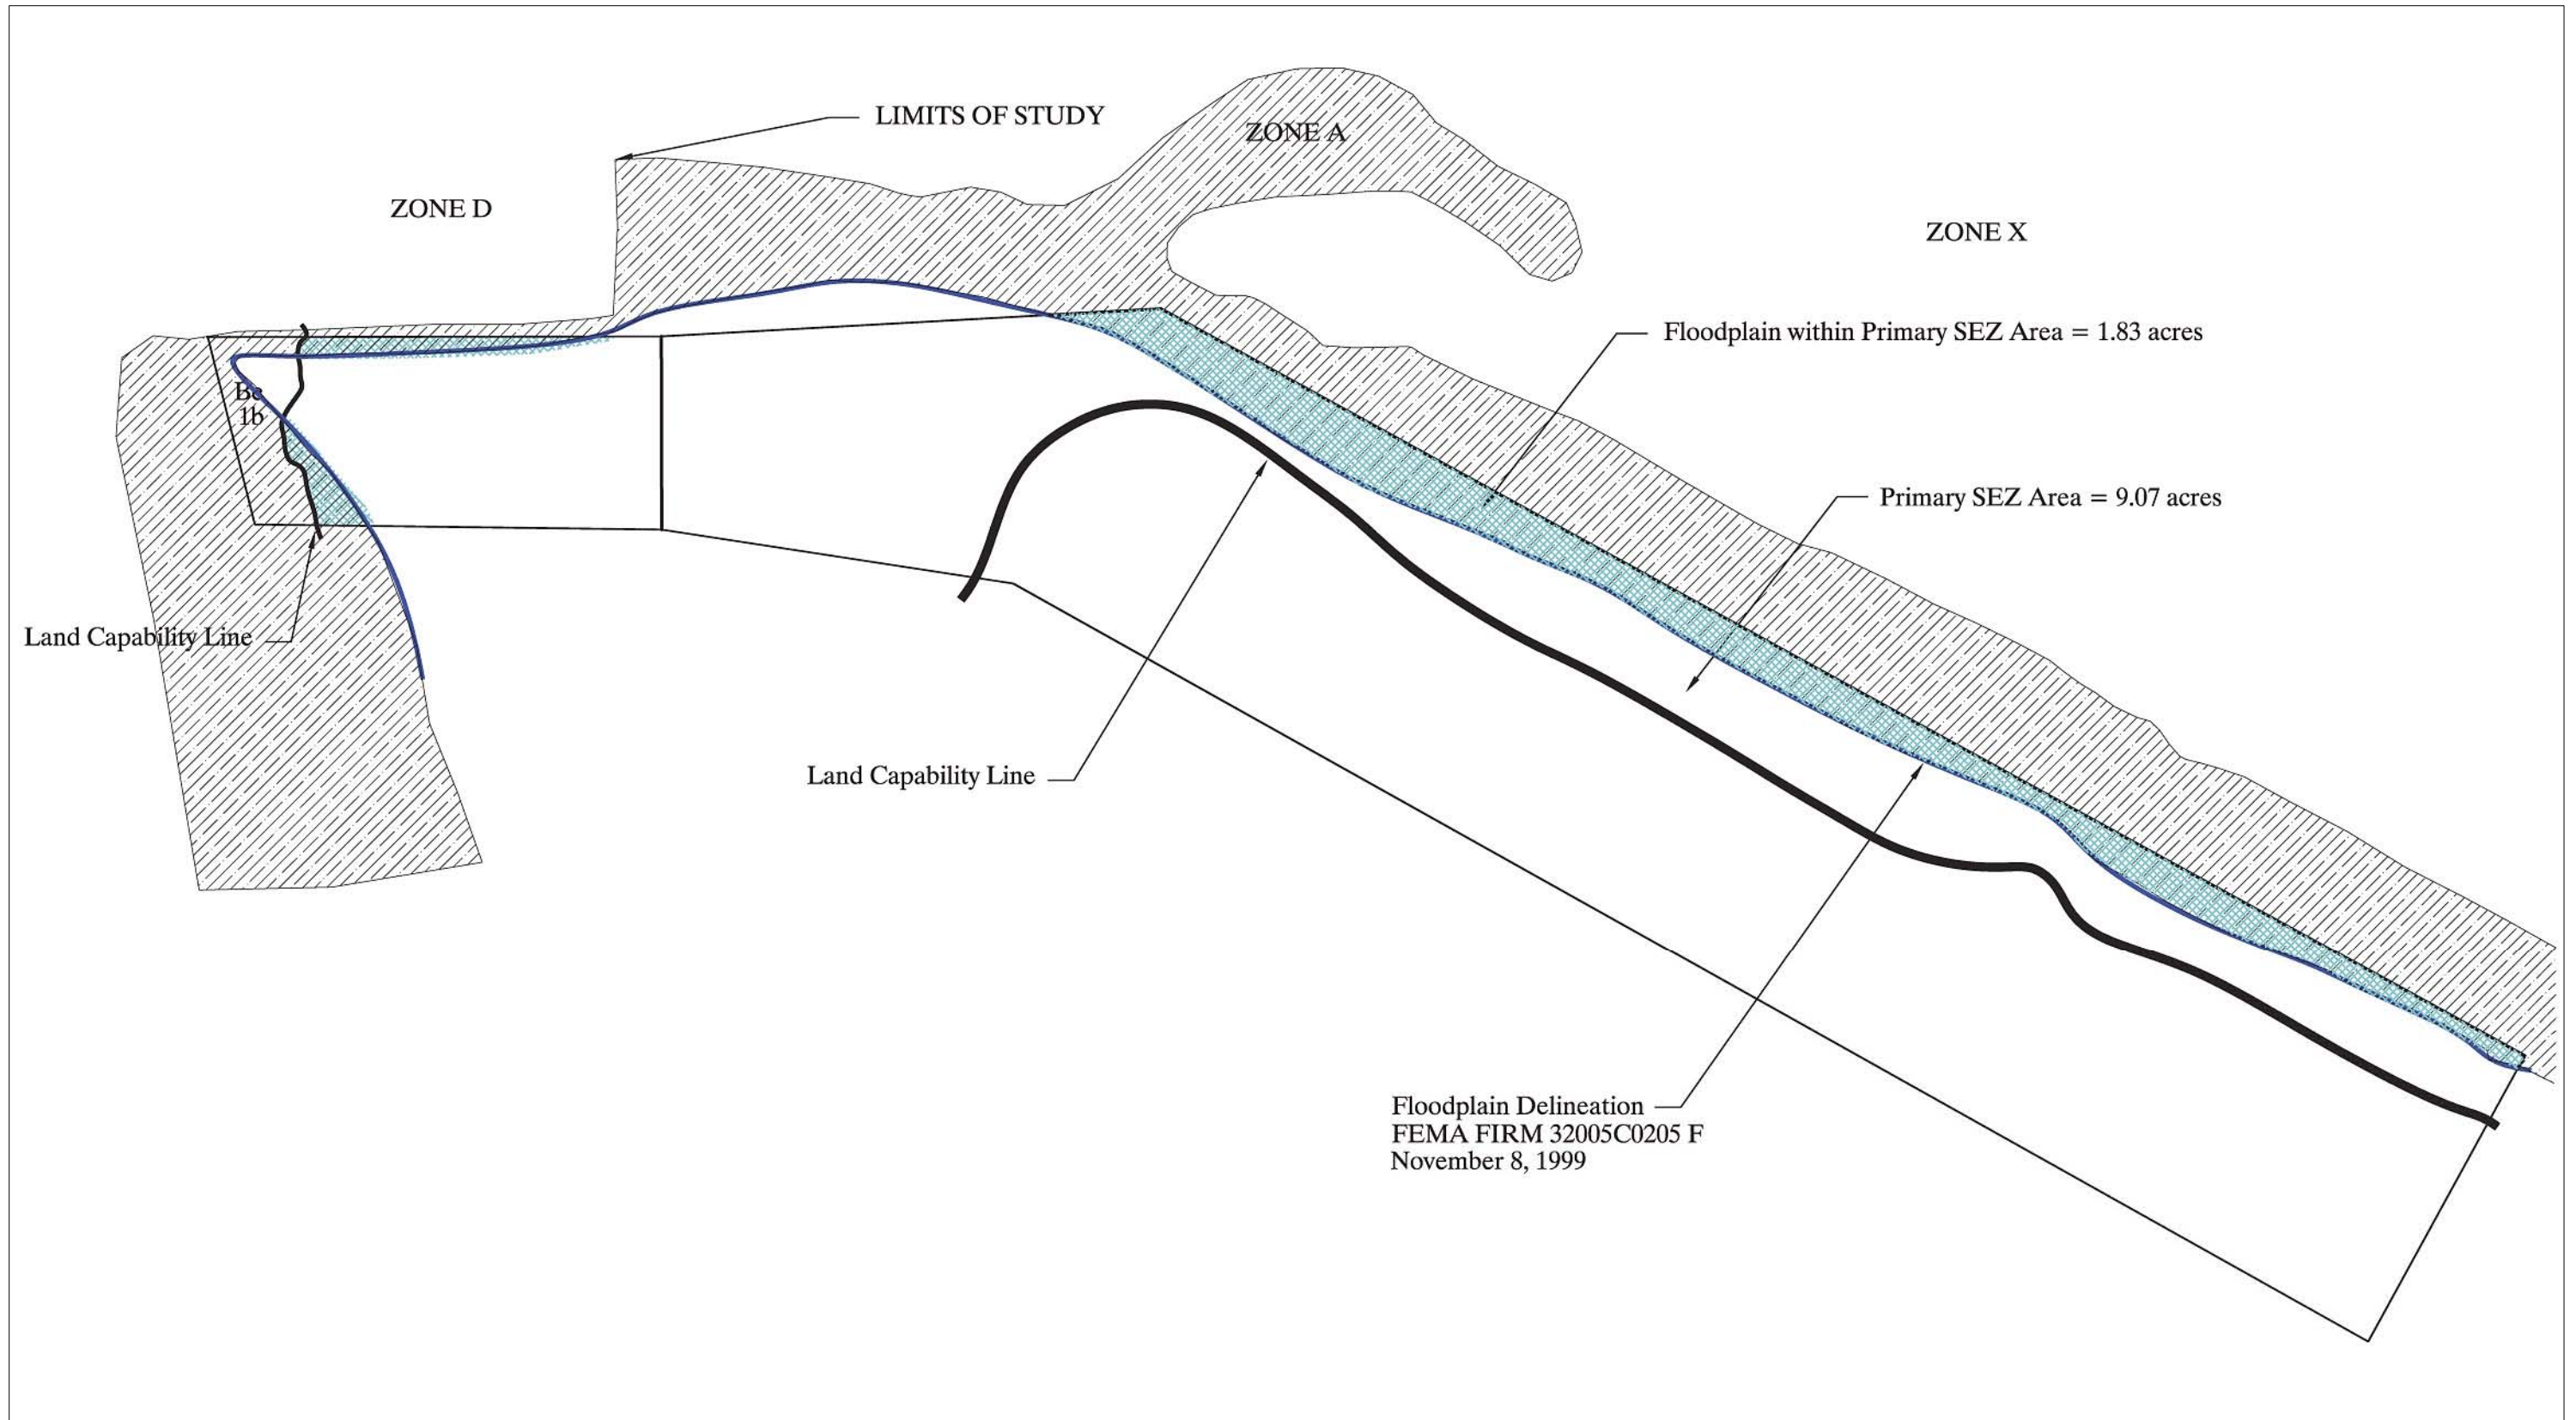 LIMITS OF STUDY
ZONE A
ZONE D
ZONE X
Floodplain within Primary SEZ Area = 1.83 acres
Be
1b
Primary SEZ Area = 9.07 acres
Land Capability Line
Land Capability Line
Floodplain Delineation
FEMA FIRM 32005C0205 F
November 8, 1999